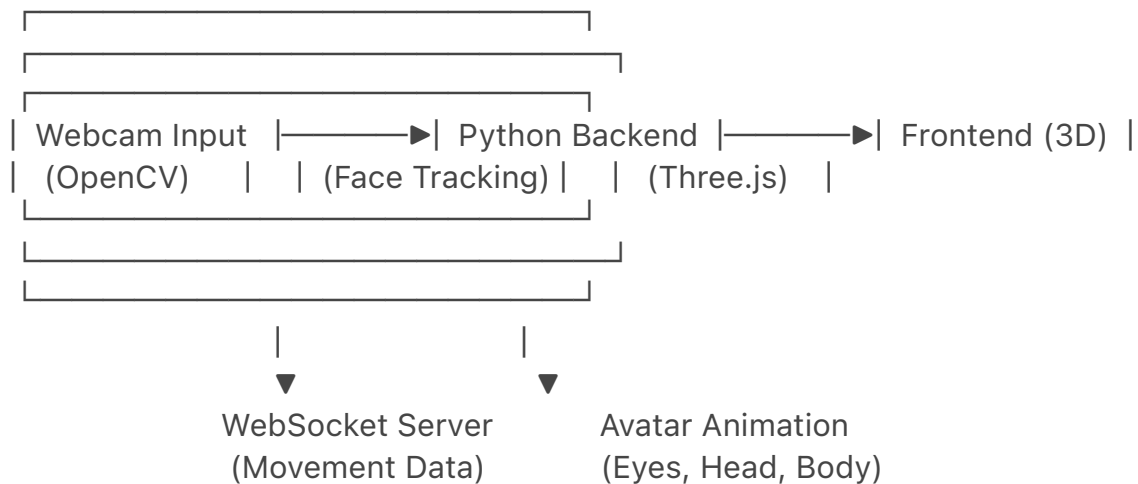 Webcam Input Python Backend Frontend (3D)
(OpenCV) (Face Tracking) (Three.js)
WebSocket Server Avatar Animation
(Movement Data) (Eyes, Head, Body)